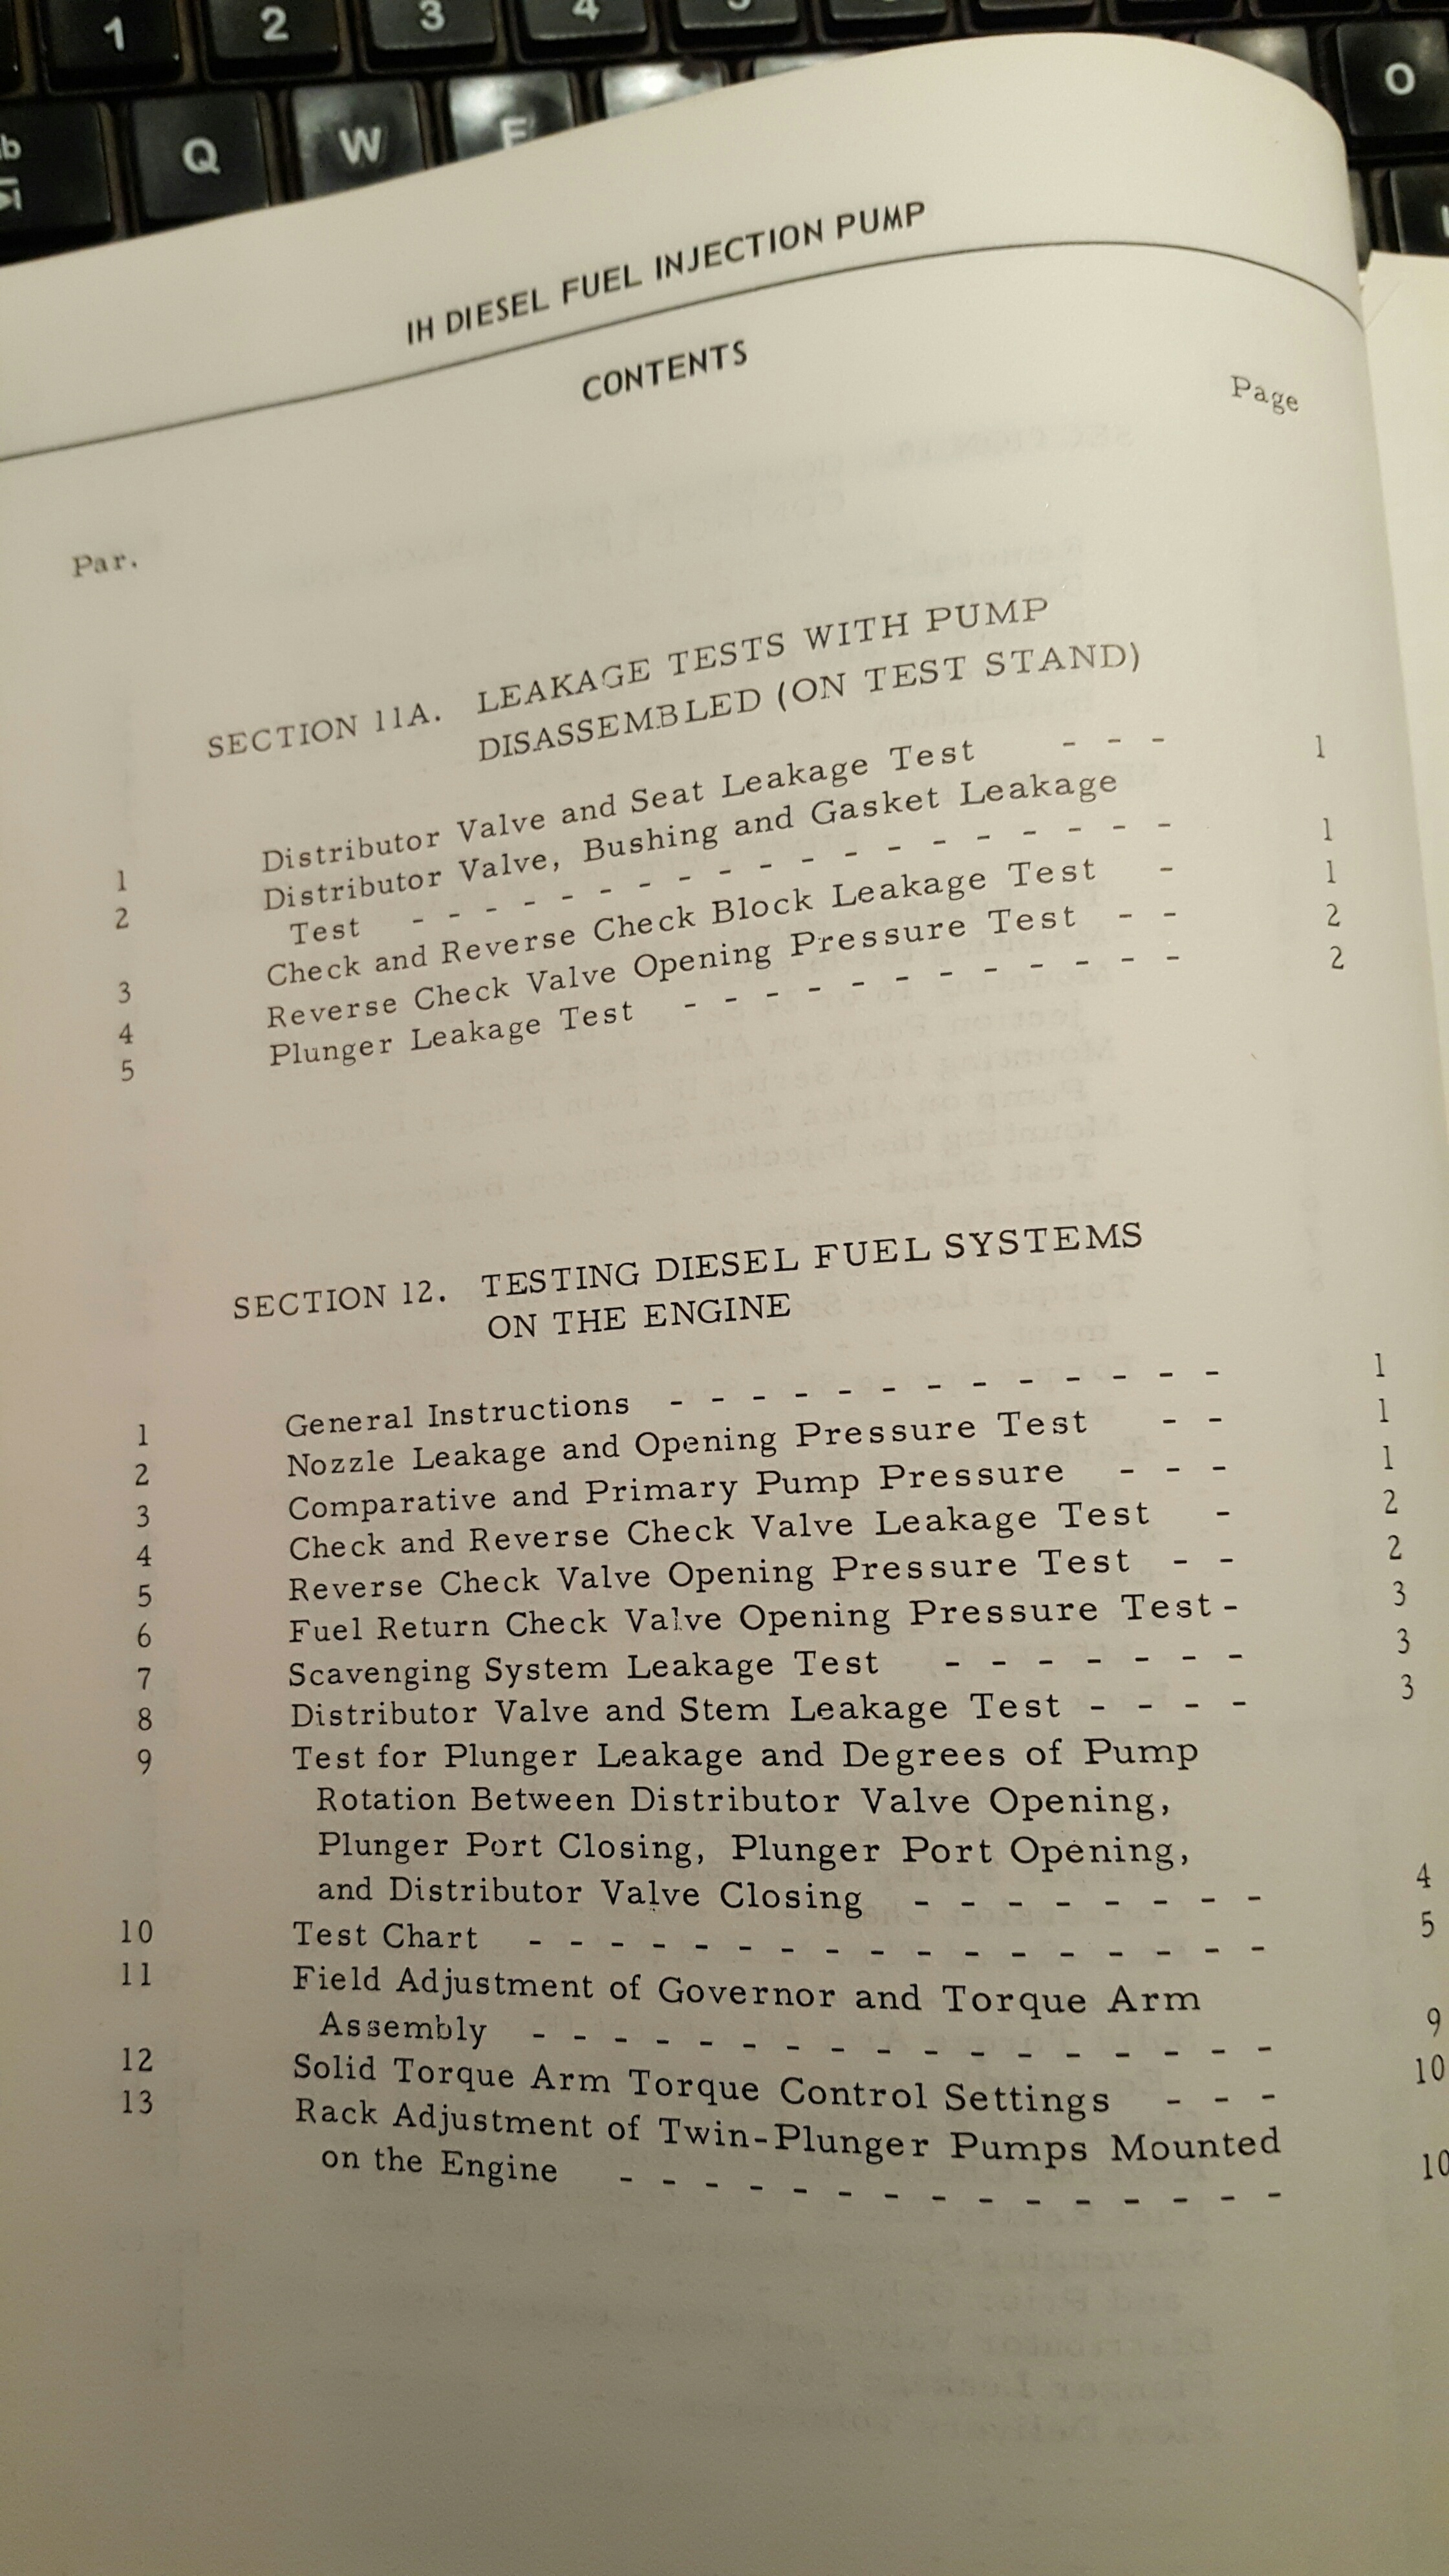 1 2 3 4
Q W E O
IH DIESEL FUEL INJECTION PUMP
CONTENTS
Par. Page
SECTION 11A. LEAKAGE TESTS WITH PUMP
DISASSEMBLED (ON TEST STAND)
1 Distributor Valve and Seat Leakage Test - - - 1
2 Distributor Valve, Bushing and Gasket Leakage
Test - - - - - - - - - - - - - - - - - - 1
3 Check and Reverse Check Block Leakage Test - 1
4 Reverse Check Valve Opening Pressure Test - - 2
5 Plunger Leakage Test - - - - - - - - - - - - 2
SECTION 12. TESTING DIESEL FUEL SYSTEMS
ON THE ENGINE
1 General Instructions - - - - - - - - - - - - - 1
2 Nozzle Leakage and Opening Pressure Test - - 1
3 Comparative and Primary Pump Pressure - - - 1
4 Check and Reverse Check Valve Leakage Test - 2
5 Reverse Check Valve Opening Pressure Test - - 2
6 Fuel Return Check Valve Opening Pressure Test - 3
7 Scavenging System Leakage Test - - - - - - - 3
8 Distributor Valve and Stem Leakage Test - - - - 3
9 Test for Plunger Leakage and Degrees of Pump
Rotation Between Distributor Valve Opening,
Plunger Port Closing, Plunger Port Opening,
and Distributor Valve Closing - - - - - - - - 4
10 Test Chart - - - - - - - - - - - - - - - - - 5
11 Field Adjustment of Governor and Torque Arm
Assembly - - - - - - - - - - - - - - - - - 9
12 Solid Torque Arm Torque Control Settings - - - 10
13 Rack Adjustment of Twin-Plunger Pumps Mounted
on the Engine - - - - - - - - - - - - - - - 10